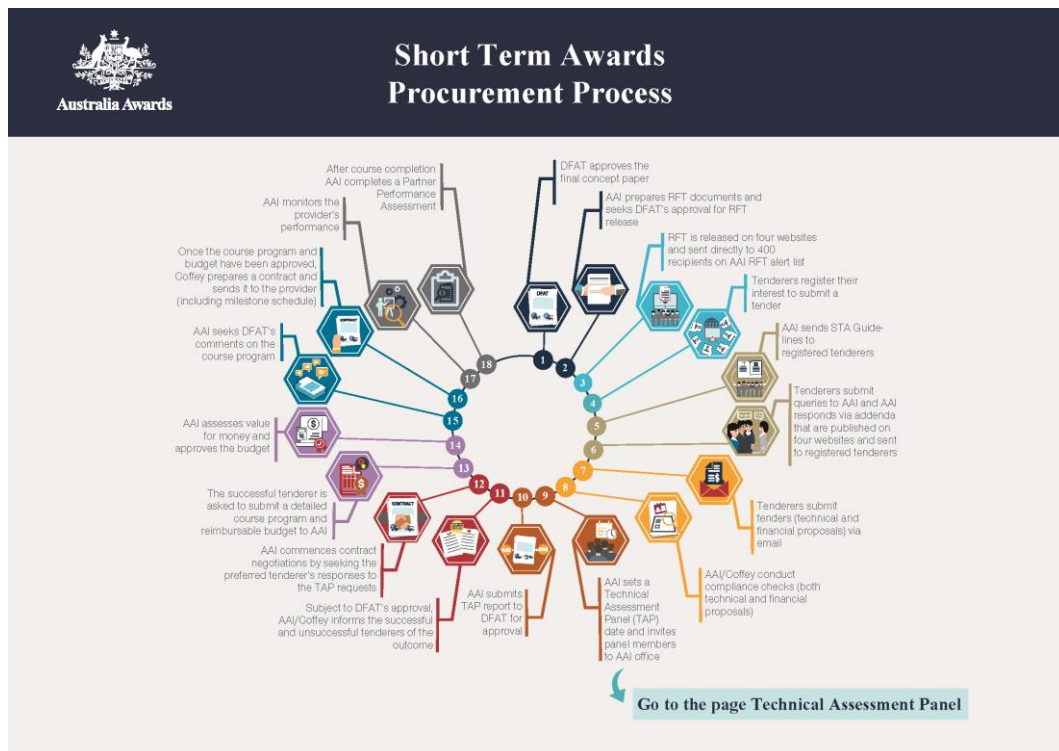 Australia Awards
Short Term Awards
Procurement Process
DFAT approves the
final concept paper
AAI prepares RFT documents and
seeks DFAT's approval for RFT
release
RFT is released on four websites
and sent directly to 400
recipients on AAI RFT alert list
Tenderers register their
interest to submit a
tender
AAI sends STA Guide-
lines to
registered tenderers
Tenderers submit
queries to AAI and AAI
responds via addenda
that are published on
four websites and sent
to registered tenderers
Tenderers submit
tenders (technical and
financial proposals) via
email
AAI/Coffey conduct
compliance checks (both
technical and financial
proposals)
AAI sets a
Technical
Assessment
Panel (TAP)
date and invites
panel members
to AAI office
AAI submits
TAP report to
DFAT for
approval
Subject to DFAT's approval,
AAI/Coffey informs the successful
and unsuccessful tenderers of the
outcome
AAI commences contract
negotiations by seeking the
preferred tenderer's responses to
the TAP requests
The successful tenderer is
asked to submit a detailed
course program and
reimbursable budget to AAI
AAI assesses value
for money and
approves the budget
AAI seeks DFAT's
comments on the
course program
Once the course program and
budget have been approved,
Coffey prepares a contract and
sends it to the provider
(including milestone schedule)
AAI monitors the
provider's
performance
After course completion
AAI completes a Partner
Performance
Assessment
DFAT
CONTRACT
CONTRACT
1
2
3
4
5
6
7
8
9
10
11
12
13
14
15
16
17
18
Go to the page Technical Assessment Panel